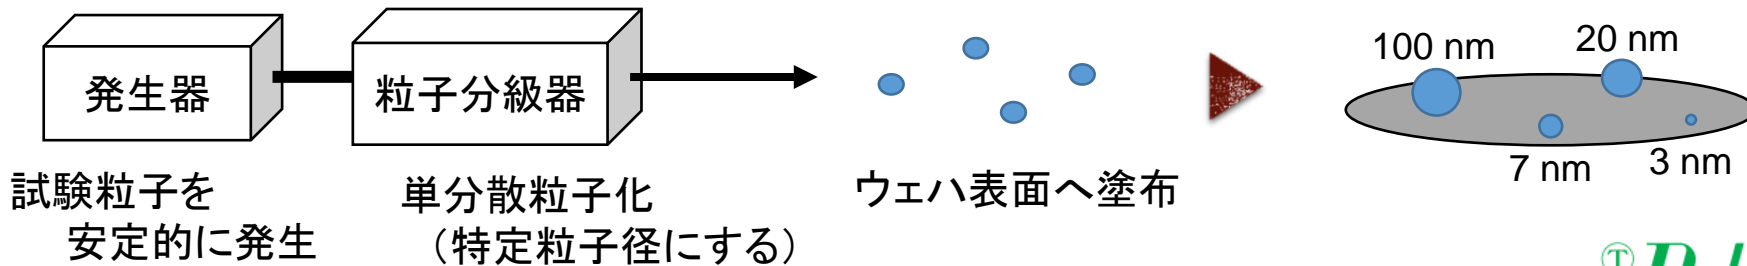 発生器
粒子分級器
100 nm
20 nm
7 nm
3 nm
試験粒子を
安定的に発生
単分散粒子化
（特定粒子径にする）
ウェハ表面へ塗布